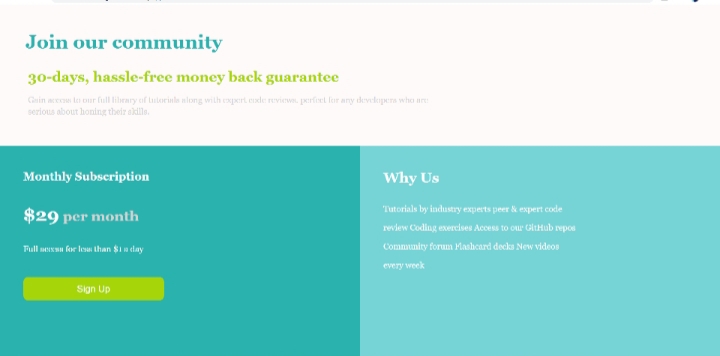 Join our community
30-days, hassle-free money back guarantee
Gain access to our full library of tutorials along with expert code reviews, perfect for any developers who are
serious about honing their skills.
Monthly Subscription
$29 per month
Full access for less than $1 a day
Sign Up
Why Us
Tutorials by industry experts peer & expert code
review Coding exercises Access to our GitHub repos
Community forum Flashcard decks New videos
every week